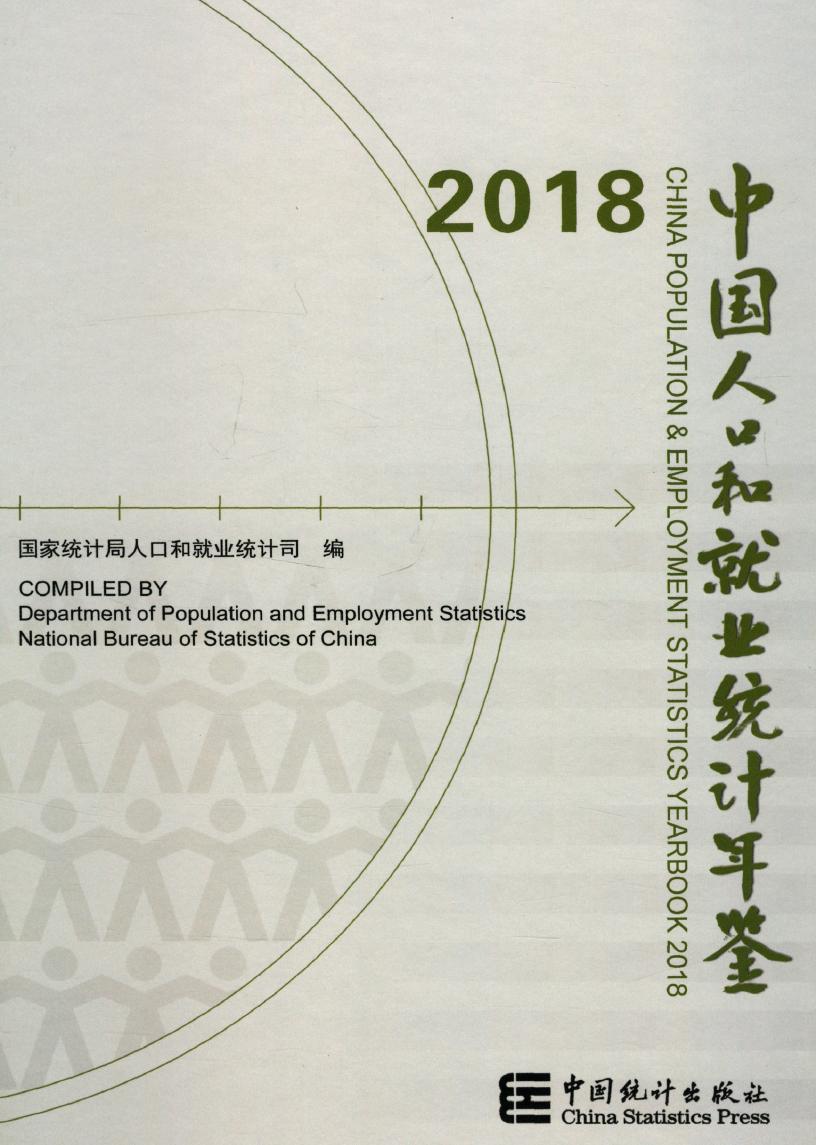 2018
中国人口和就业统计年鉴
CHINA POPULATION & EMPLOYMENT STATISTICS YEARBOOK 2018
国家统计局人口和就业统计司 编
COMPILED BY
Department of Population and Employment Statistics
National Bureau of Statistics of China
中国统计出版社
China Statistics Press